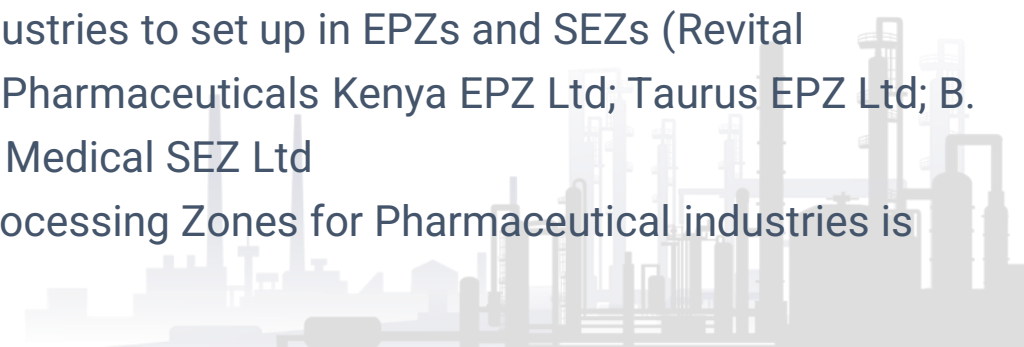 ustries to set up in EPZs and SEZs (Revital
Pharmaceuticals Kenya EPZ Ltd; Taurus EPZ Ltd; B.
Medical SEZ Ltd
ocessing Zones for Pharmaceutical industries is